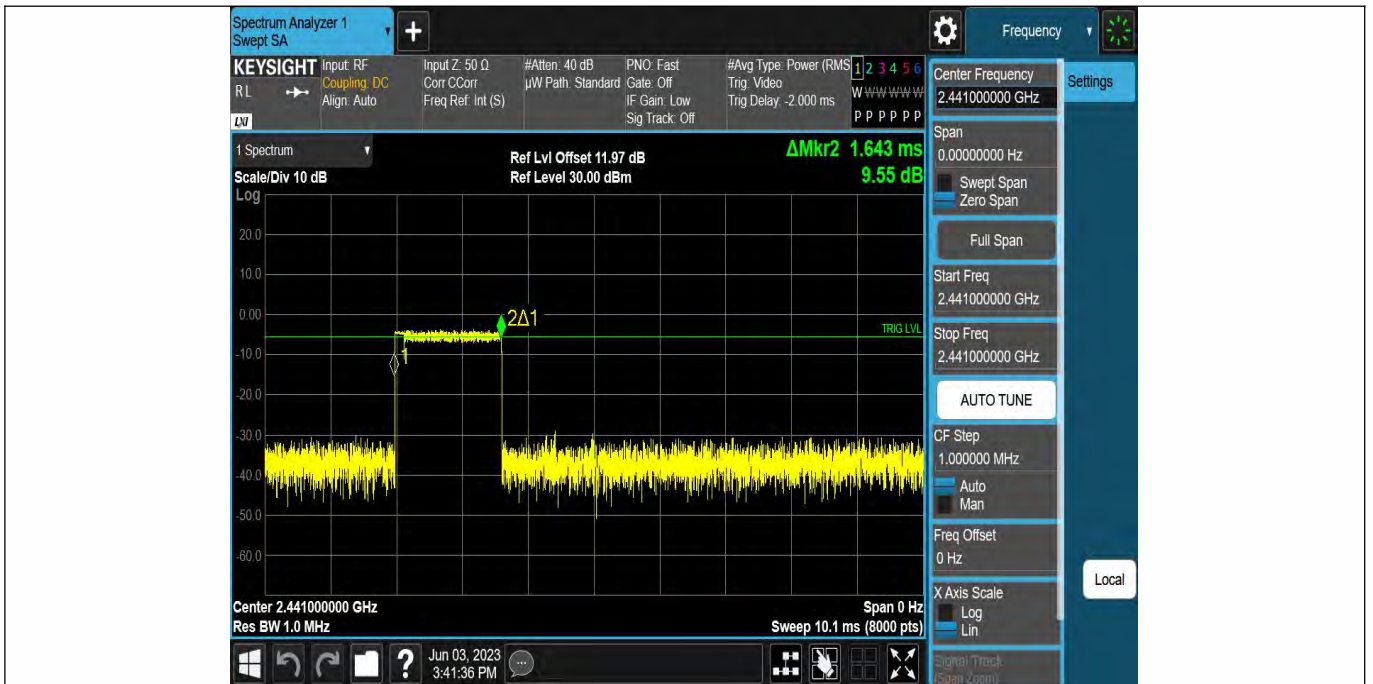 Spectrum Analyzer 1
Swept SA
+
Frequency
KEYSIGHT
RL
LXI
Input: RF
Coupling: DC
Align: Auto
Input Z: 50 Ω
Corr CCorr
Freq Ref: Int (S)
#Atten: 40 dB
µW Path: Standard
PNO: Fast
Gate: Off
IF Gain: Low
Sig Track: Off
#Avg Type: Power (RMS
Trig: Video
Trig Delay: -2.000 ms
1 2 3 4 5 6
W W W W W W
P P P P P P
1 Spectrum
Scale/Div 10 dB
Ref Lvl Offset 11.97 dB
Ref Level 30.00 dBm
ΔMkr2 1.643 ms
9.55 dB
Log
20.0
10.0
0.00
-10.0
-20.0
-30.0
-40.0
-50.0
-60.0
2Δ1
1
TRIG LVL
Center 2.441000000 GHz
Res BW 1.0 MHz
Span 0 Hz
Sweep 10.1 ms (8000 pts)
Center Frequency
2.441000000 GHz
Settings
Span
0.00000000 Hz
Swept Span
Zero Span
Full Span
Start Freq
2.441000000 GHz
Stop Freq
2.441000000 GHz
AUTO TUNE
CF Step
1.000000 MHz
Auto
Man
Freq Offset
0 Hz
X Axis Scale
Log
Lin
Signal Track
(Span Zoom)
Local
?
Jun 03, 2023
3:41:36 PM